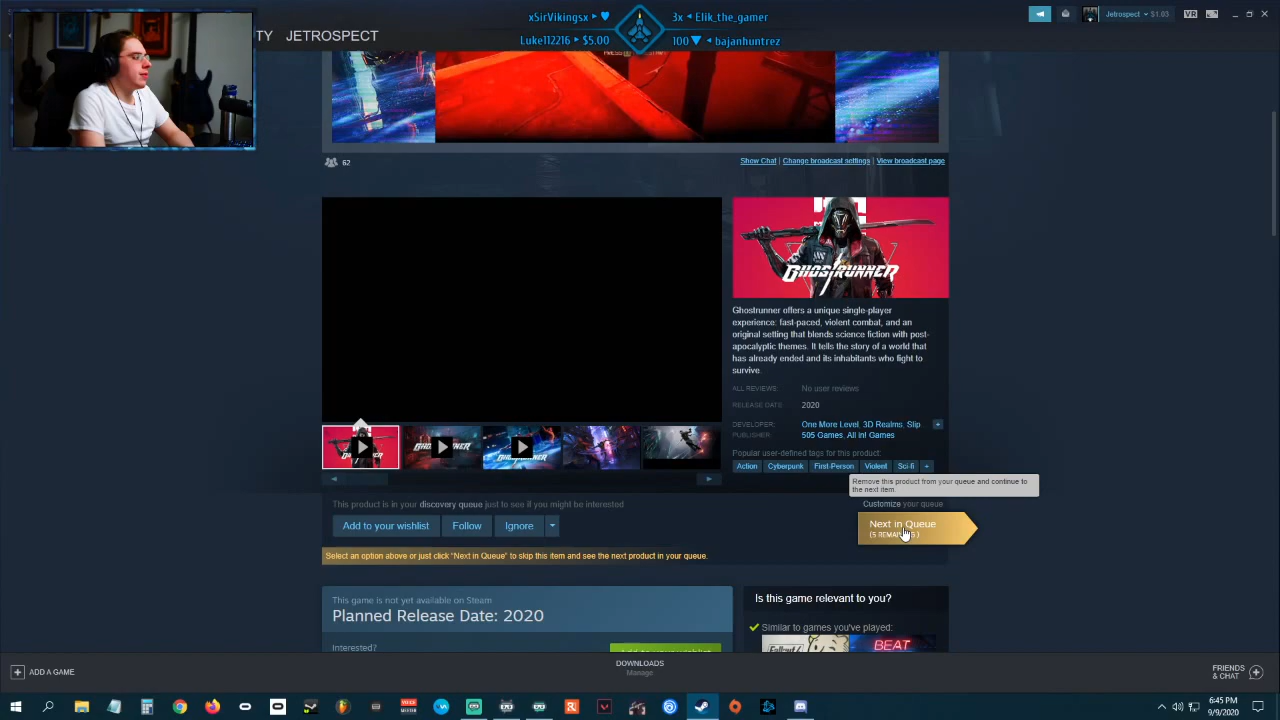 xSirVikingsx ▸ ♥
3x ◂ Elik_the_gamer
Luke112216 ▸ $5.00
100 ▼ ◂ bajanhuntrez
TY JETROSPECT
Jetrospect $1.03
VR
62
Show Chat | Change broadcast settings | View broadcast page
GHOSTRUNNER
Ghostrunner offers a unique single-player
experience: fast-paced, violent combat, and an
original setting that blends science fiction with post-
apocalyptic themes. It tells the story of a world that
has already ended and its inhabitants who fight to
survive.
ALL REVIEWS: No user reviews
RELEASE DATE: 2020
DEVELOPER: One More Level, 3D Realms, Slip +
PUBLISHER: 505 Games, All in! Games
Popular user-defined tags for this product:
Action Cyberpunk First-Person Violent Sci-fi +
Remove this product from your queue and continue to
the next item.
This product is in your discovery queue just to see if you might be interested
Customize your queue
Add to your wishlist Follow Ignore
Next in Queue
(5 REMAINING)
Select an option above or just click "Next in Queue" to skip this item and see the next product in your queue.
This game is not yet available on Steam
Planned Release Date: 2020
Interested?
Add to your wishlist
Is this game relevant to you?
Similar to games you've played:
Fallout
BEAT
ADD A GAME
DOWNLOADS
Manage
FRIENDS
& CHAT
6:45 PM
9/9/2020